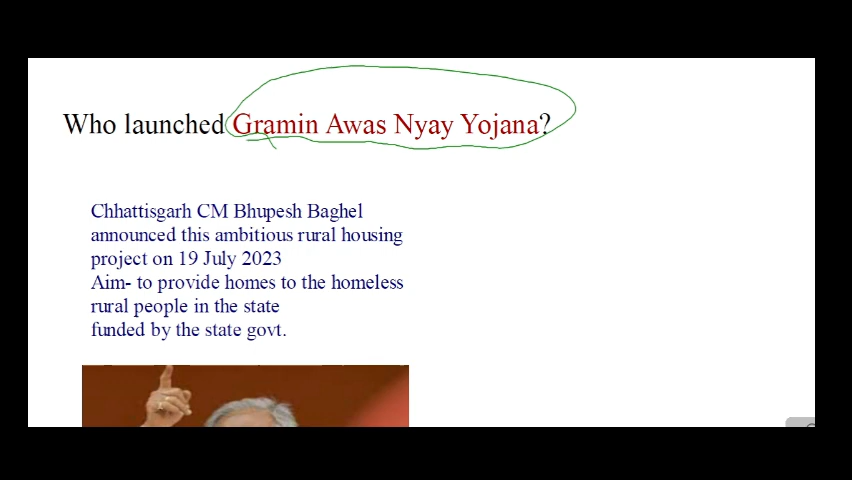 Who launched Gramin Awas Nyay Yojana?
Chhattisgarh CM Bhupesh Baghel
announced this ambitious rural housing
project on 19 July 2023
Aim- to provide homes to the homeless
rural people in the state
funded by the state govt.